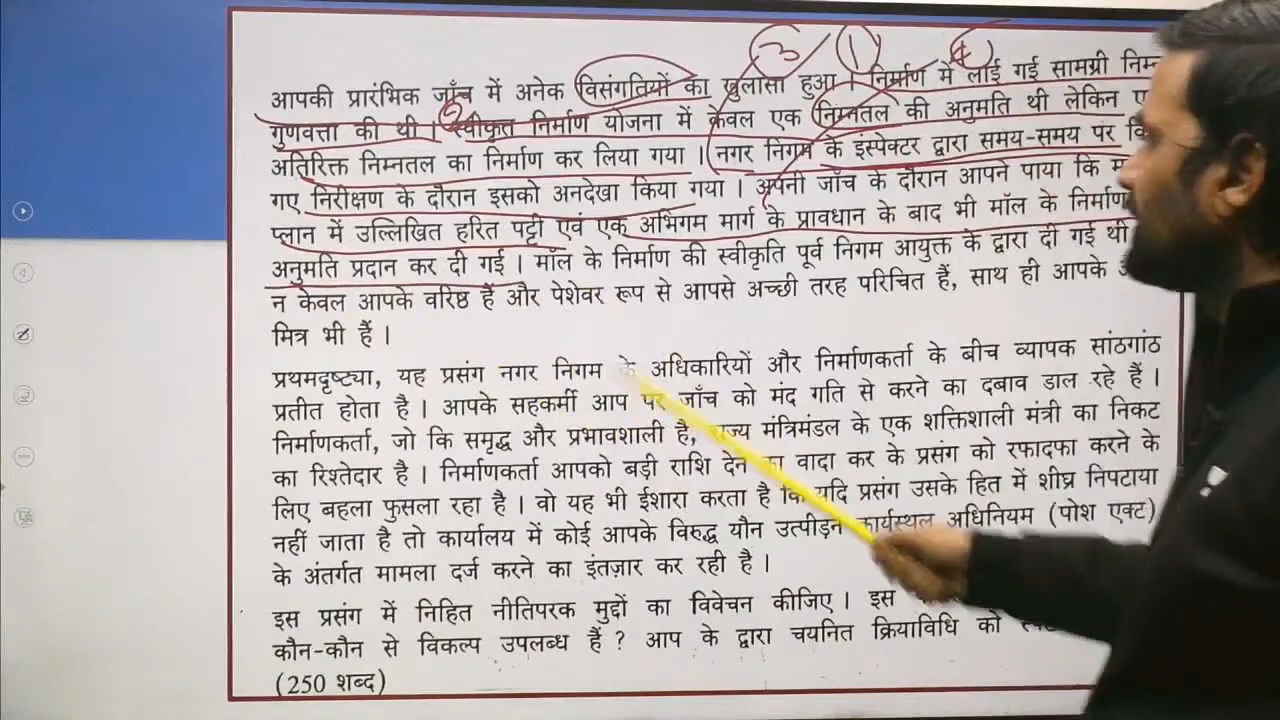 3 1 4
आपकी प्रारंभिक जाँच में अनेक विसंगतियों का खुलासा हुआ । निर्माण में लाई गई सामग्री
2
गुणवत्ता की थी । स्वीकृत निर्माण योजना में केवल एक निम्नतल की अनुमति थी लेकिन
अतिरिक्त निम्नतल का निर्माण कर लिया गया । नगर निगम के इंस्पेक्टर द्वारा समय-समय पर
गए निरीक्षण के दौरान इसको अनदेखा किया गया । अपनी जाँच के दौरान आपने पाया कि
प्लान में उल्लिखित हरित पट्टी एवं एक अभिगम मार्ग के प्रावधान के बाद भी मॉल के निर्माण
अनुमति प्रदान कर दी गई । मॉल के निर्माण की स्वीकृति पूर्व निगम आयुक्त के द्वारा दी गई थी
न केवल आपके वरिष्ठ हैं और पेशेवर रूप से आपसे अच्छी तरह परिचित हैं, साथ ही आपके
मित्र भी हैं ।
प्रथमदृष्ट्या, यह प्रसंग नगर निगम के अधिकारियों और निर्माणकर्ता के बीच व्यापक सांठगांठ
प्रतीत होता है । आपके सहकर्मी आप पर जाँच को मंद गति से करने का दबाव डाल रहे हैं ।
निर्माणकर्ता, जो कि समृद्ध और प्रभावशाली है, राज्य मंत्रिमंडल के एक शक्तिशाली मंत्री का निकट
का रिश्तेदार है । निर्माणकर्ता आपको बड़ी राशि देने का वादा कर के प्रसंग को रफादफा करने के
लिए बहला फुसला रहा है । वो यह भी ईशारा करता है कि यदि प्रसंग उसके हित में शीघ्र निपटाया
नहीं जाता है तो कार्यालय में कोई आपके विरुद्ध यौन उत्पीड़न कार्यस्थल अधिनियम (पोश एक्ट)
के अंतर्गत मामला दर्ज करने का इंतज़ार कर रही है ।
इस प्रसंग में निहित नीतिपरक मुद्दों का विवेचन कीजिए । इस
कौन-कौन से विकल्प उपलब्ध हैं ? आप के द्वारा चयनित क्रियाविधि को
(250 शब्द)